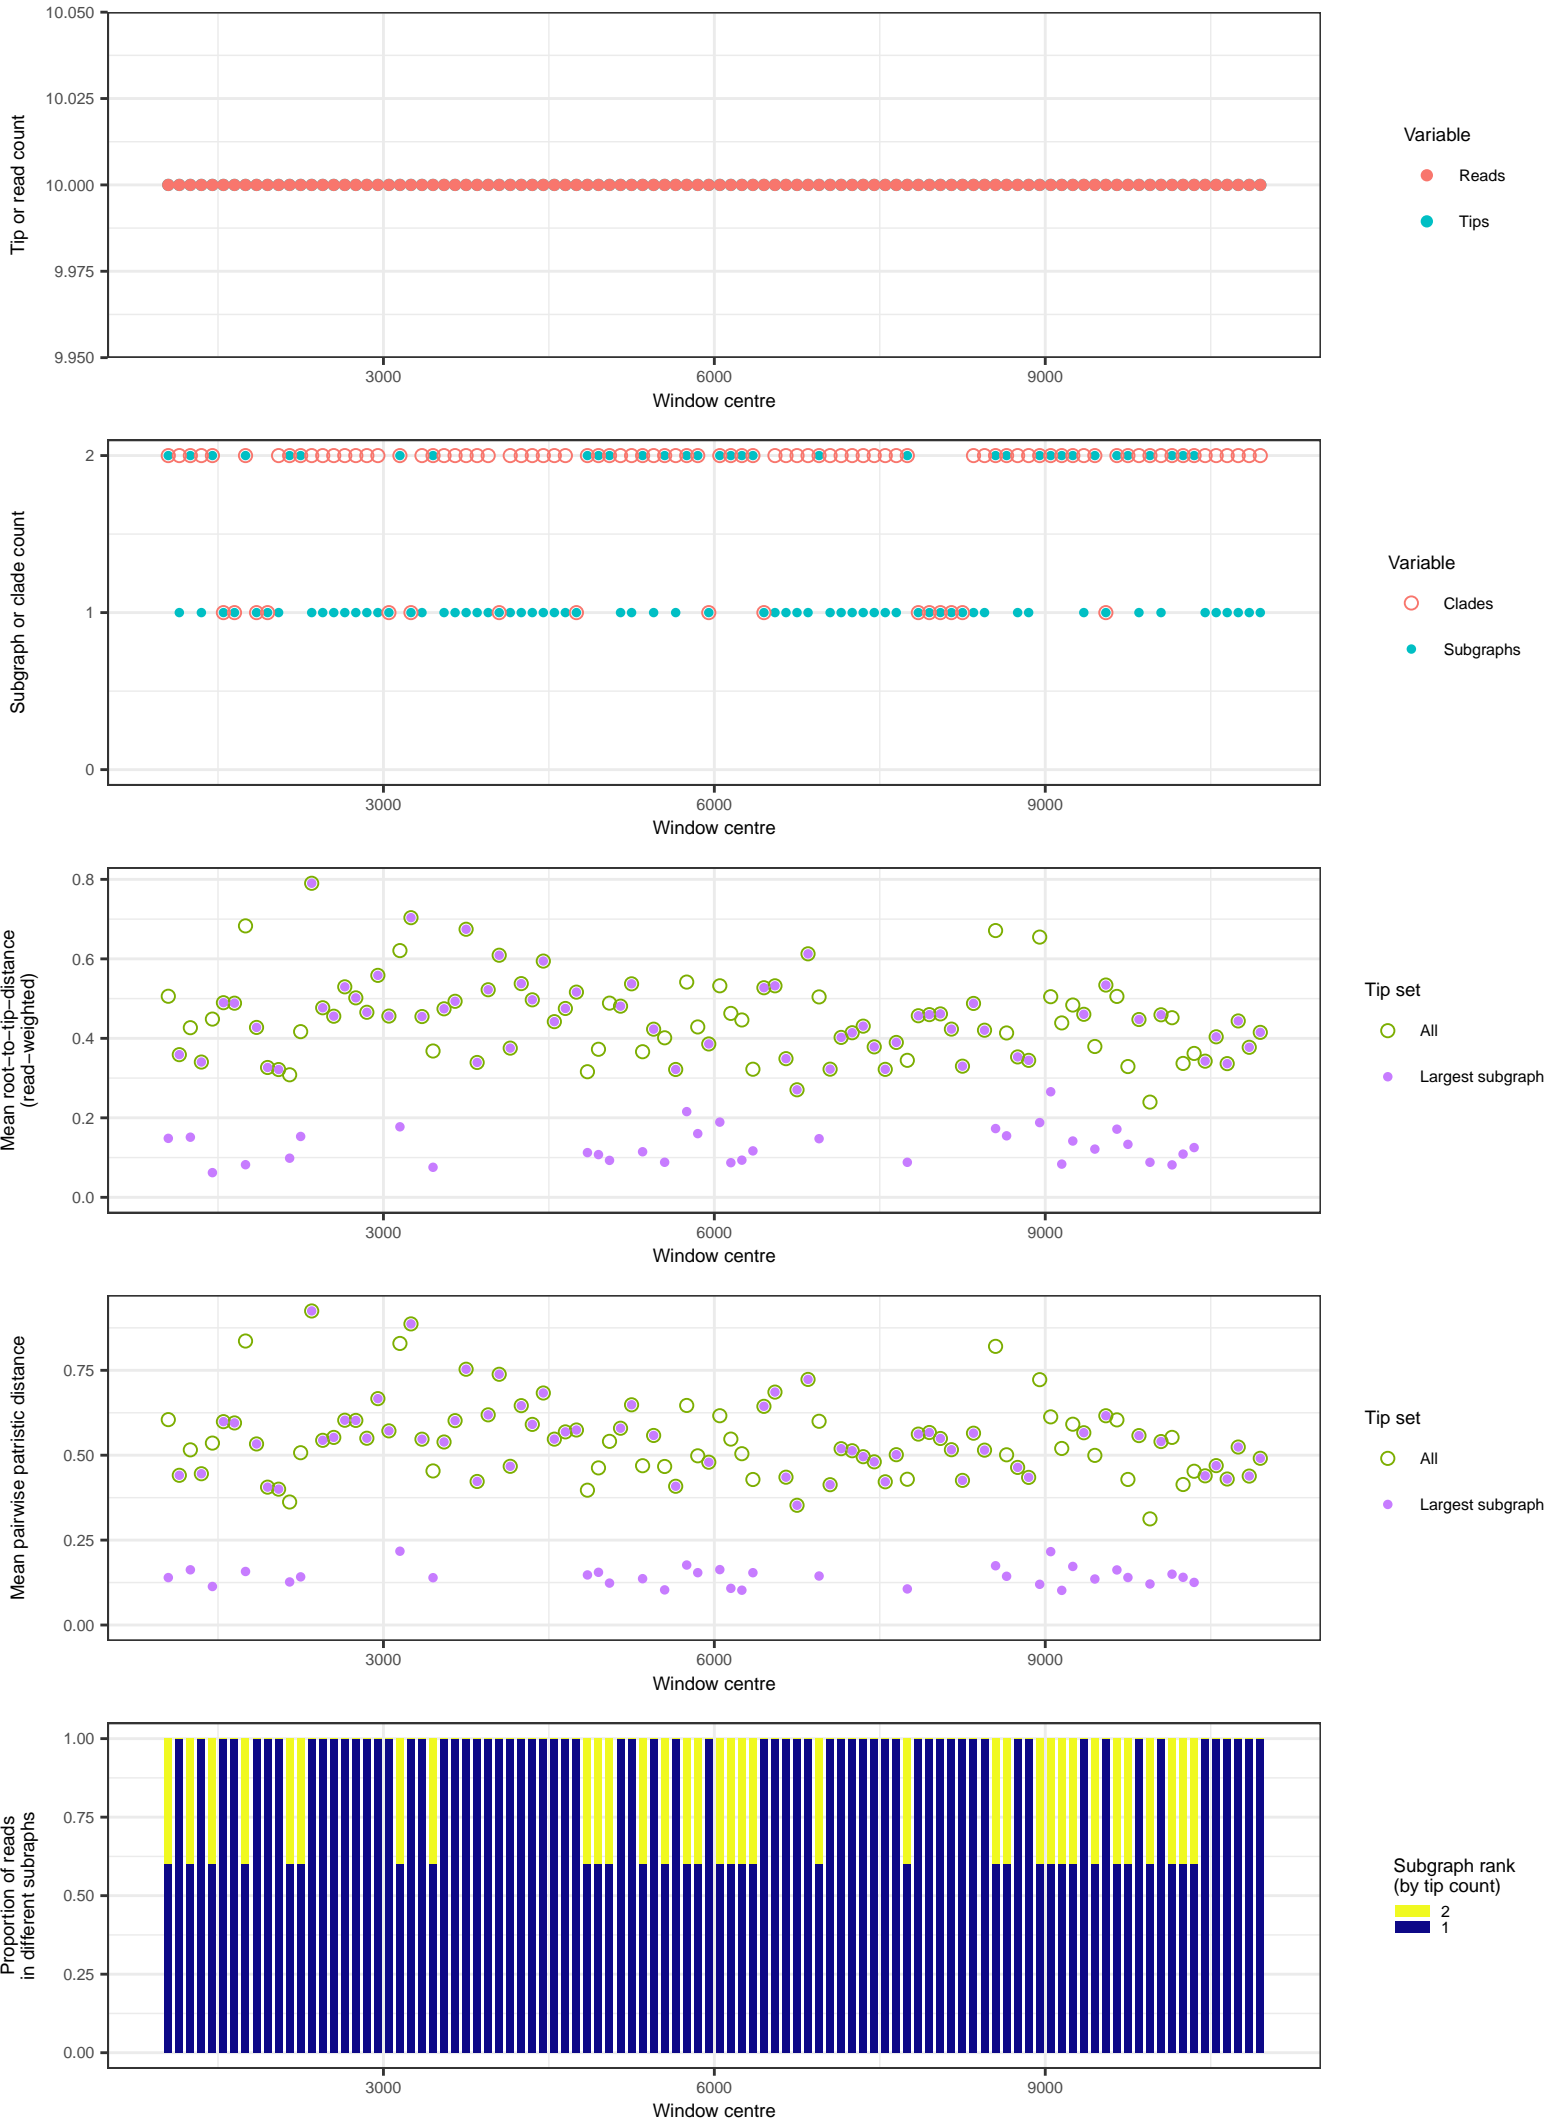 10.050
10.025
10.000
9.975
9.950
Tip or read count
3000 6000 9000
Window centre
Variable
Reads
Tips
2
1
0
Subgraph or clade count
3000 6000 9000
Window centre
Variable
Clades
Subgraphs
0.8
0.6
0.4
0.2
0.0
Mean root−to−tip−distance
(read−weighted)
3000 6000 9000
Window centre
Tip set
All
Largest subgraph
0.75
0.50
0.25
0.00
Mean pairwise patristic distance
3000 6000 9000
Window centre
Tip set
All
Largest subgraph
1.00
0.75
0.50
0.25
0.00
Proportion of reads
in different subraphs
3000 6000 9000
Window centre
Subgraph rank
(by tip count)
2
1